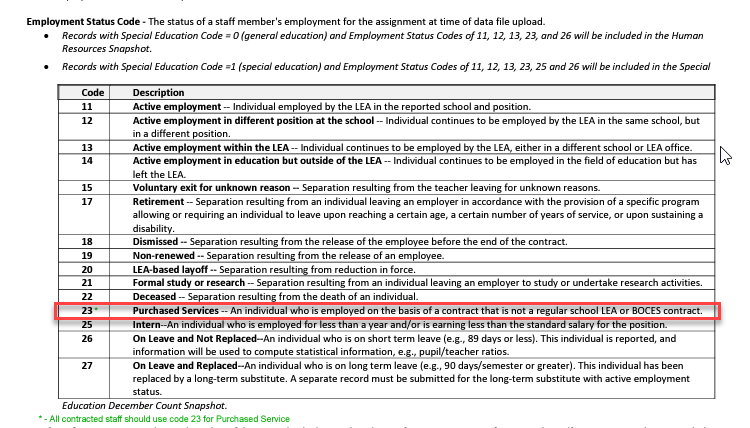 Employment Status Code - The status of a staff member's employment for the assignment at time of data file upload.
• Records with Special Education Code = 0 (general education) and Employment Status Codes of 11, 12, 13, 23, and 26 will be included in the Human
Resources Snapshot.
• Records with Special Education Code =1 (special education) and Employment Status Codes of 11, 12, 13, 23, 25 and 26 will be included in the Special
Code Description
11 Active employment -- Individual employed by the LEA in the reported school and position.
12 Active employment in different position at the school -- Individual continues to be employed by the LEA in the same school, but
in a different position.
13 Active employment within the LEA -- Individual continues to be employed by the LEA, either in a different school or LEA office.
14 Active employment in education but outside of the LEA -- Individual continues to be employed in the field of education but has
left the LEA.
15 Voluntary exit for unknown reason -- Separation resulting from the teacher leaving for unknown reasons.
17 Retirement -- Separation resulting from an individual leaving an employer in accordance with the provision of a specific program
allowing or requiring an individual to leave upon reaching a certain age, a certain number of years of service, or upon sustaining a
disability.
18 Dismissed -- Separation resulting from the release of the employee before the end of the contract.
19 Non-renewed -- Separation resulting from the release of an employee.
20 LEA-based layoff -- Separation resulting from reduction in force.
21 Formal study or research -- Separation resulting from an individual leaving an employer to study or undertake research activities.
22 Deceased -- Separation resulting from the death of an individual.
23* Purchased Services -- An individual who is employed on the basis of a contract that is not a regular school LEA or BOCES contract.
25 Intern--An individual who is employed for less than a year and/or is earning less than the standard salary for the position.
26 On Leave and Not Replaced--An individual who is on short term leave (e.g., 89 days or less). This individual is reported, and
information will be used to compute statistical information, e.g., pupil/teacher ratios.
27 On Leave and Replaced--An individual who is on long term leave (e.g., 90 days/semester or greater). This individual has been
replaced by a long-term substitute. A separate record must be submitted for the long-term substitute with active employment
status.
Education December Count Snapshot.
* - All contracted staff should use code 23 for Purchased Service